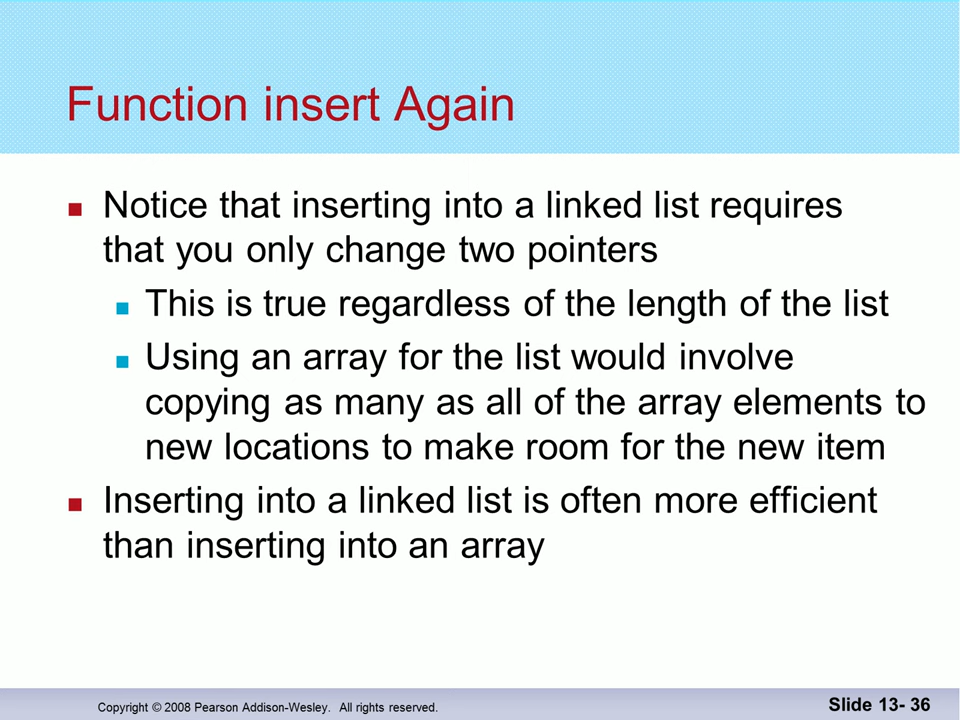 Function insert Again
Notice that inserting into a linked list requires
that you only change two pointers
This is true regardless of the length of the list
Using an array for the list would involve
copying as many as all of the array elements to
new locations to make room for the new item
Inserting into a linked list is often more efficient
than inserting into an array
Copyright © 2008 Pearson Addison-Wesley. All rights reserved.
Slide 13- 36